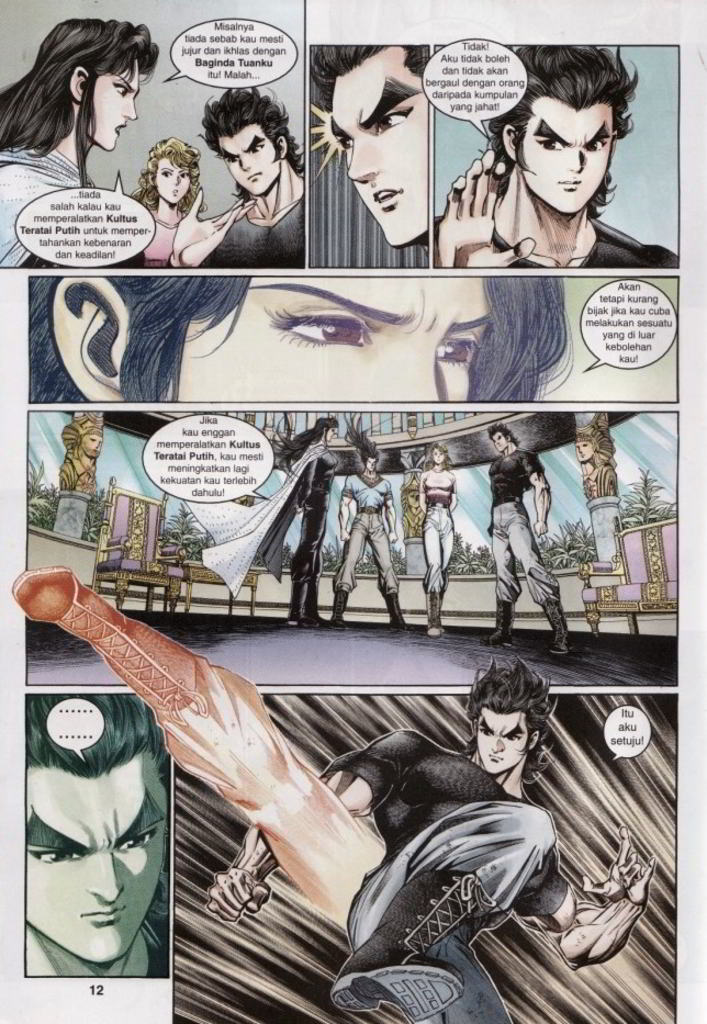 Misalnya
tiada sebab kau mesti
jujur dan ikhlas dengan
Baginda Tuanku
itu! Malah...
...tiada
salah kalau kau
memperalatkan Kultus
Teratai Putih untuk memper-
tahankan kebenaran
dan keadilan!
Tidak!
Aku tidak boleh
dan tidak akan
bergaul dengan orang
daripada kumpulan
yang jahat!
Akan
tetapi kurang
bijak jika kau cuba
melakukan sesuatu
yang di luar
kebolehan
kau!
Jika
kau enggan
memperalatkan Kultus
Teratai Putih, kau mesti
meningkatkan lagi
kekuatan kau terlebih
dahulu!
......
......
Itu
aku
setuju!
12